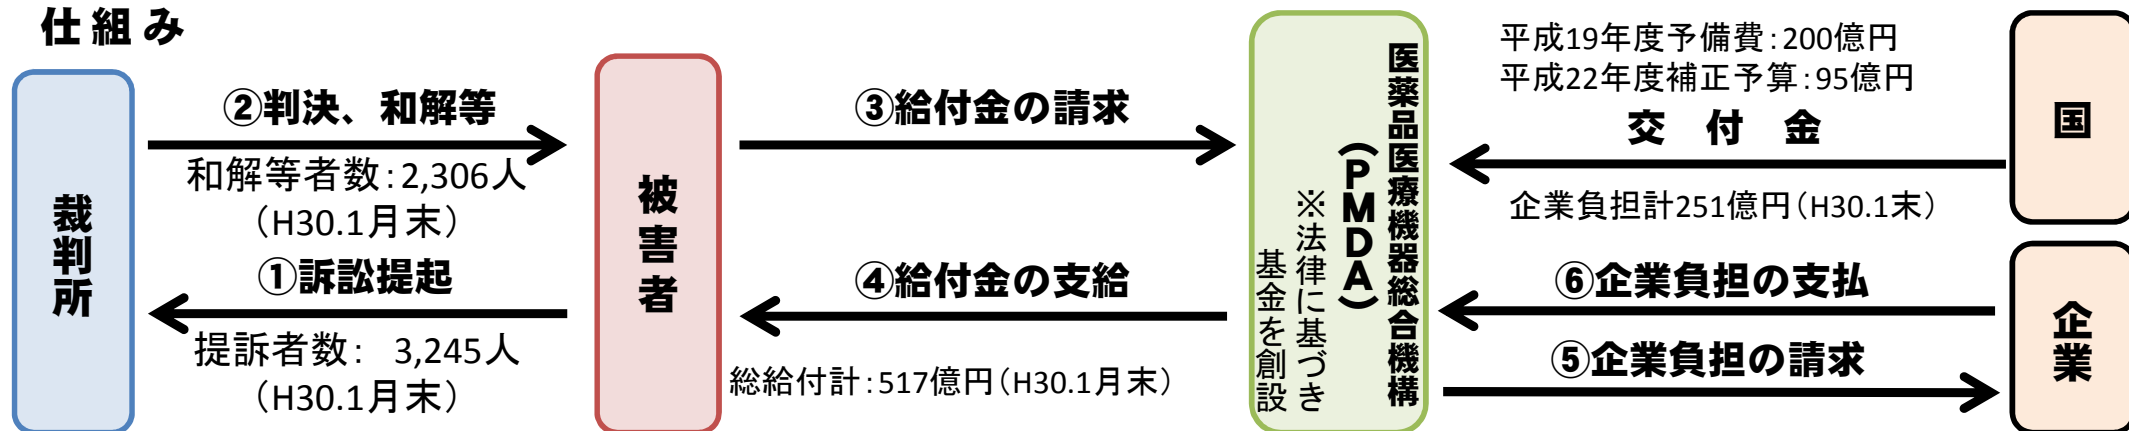 仕組み
裁判所
②判決、和解等
和解等者数：2,306人
（H30.1月末）
①訴訟提起
提訴者数： 3,245人
（H30.1月末）
被害者
③給付金の請求
④給付金の支給
総給付計：517億円（H30.1月末）
医薬品医療機器総合機構
（ＰＭＤＡ）
※法律に基づき
基金を創設
平成19年度予備費：200億円
平成22年度補正予算：95億円
交 付 金
企業負担計251億円（H30.1末）
⑥企業負担の支払
⑤企業負担の請求
国
企業